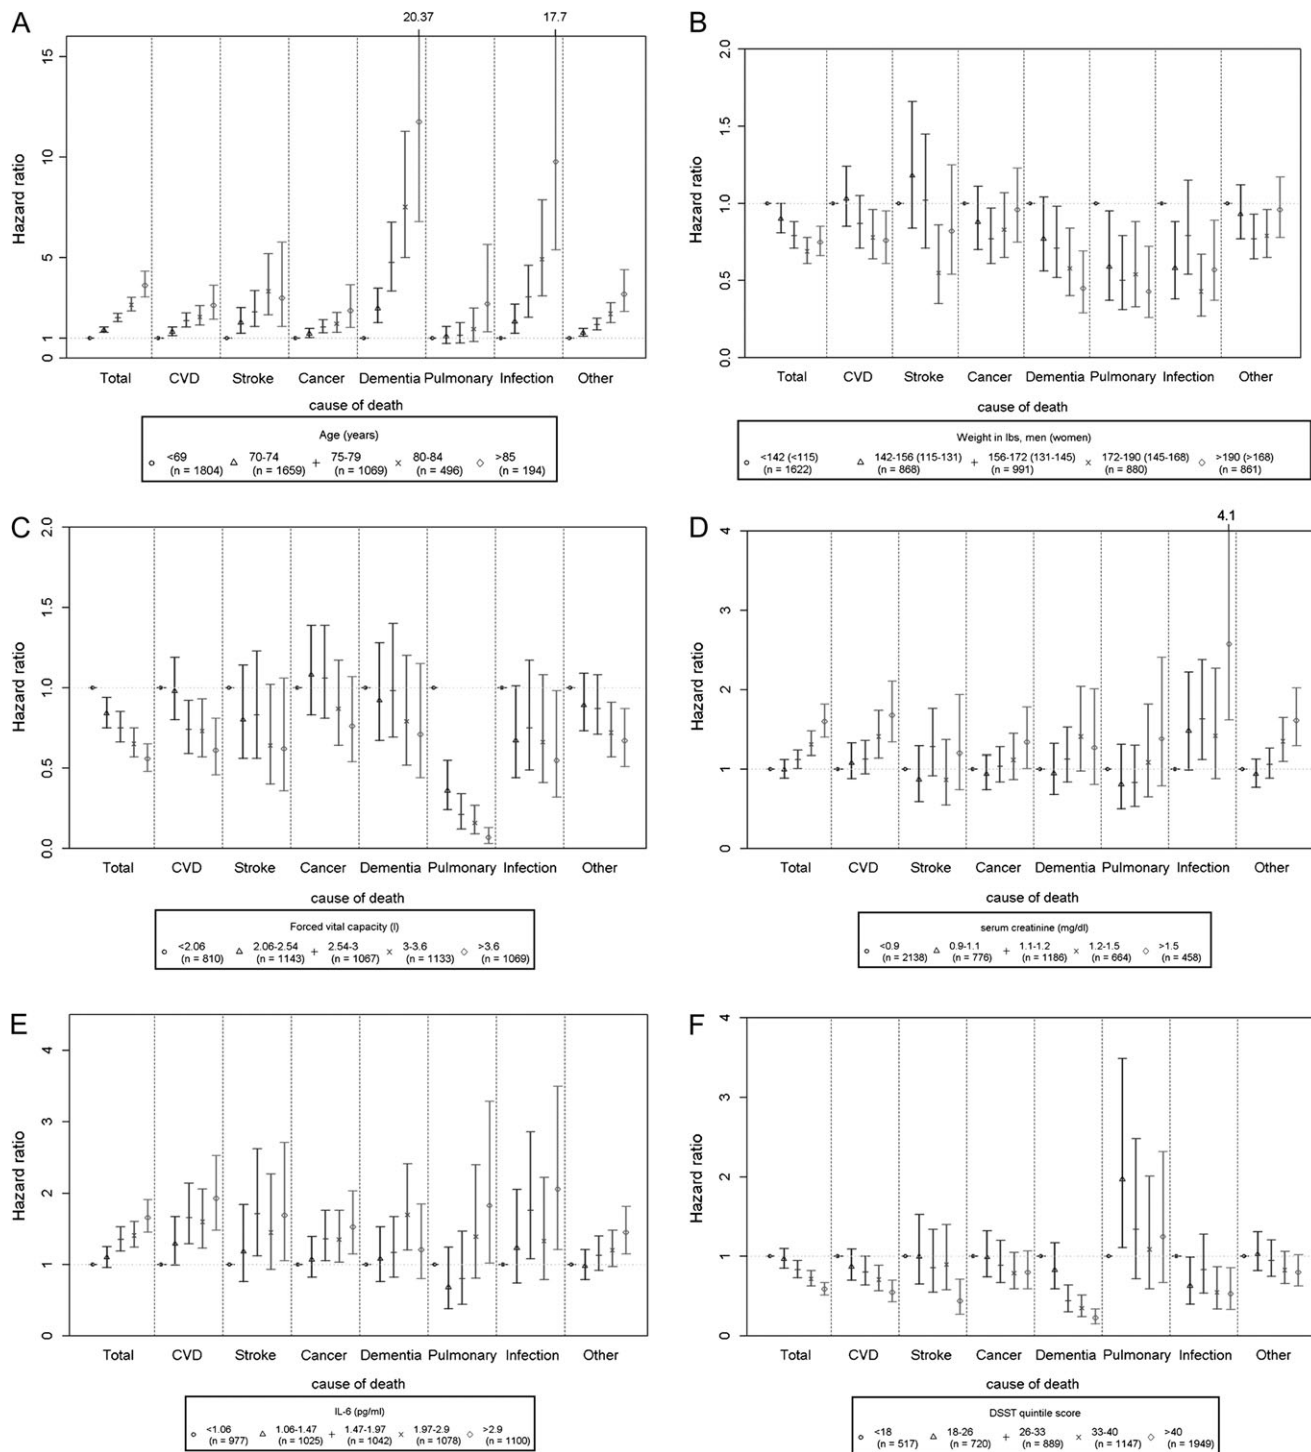 A
20.37
17.7
Hazard ratio
15
10
5
1
0
Total CVD Stroke Cancer Dementia Pulmonary Infection Other
cause of death
Age (years)
<69 70-74 75-79 80-84 >85
(n = 1804) (n = 1659) (n = 1069) (n = 496) (n = 194)
B
Hazard ratio
2.0
1.5
1.0
0.5
0.0
Total CVD Stroke Cancer Dementia Pulmonary Infection Other
cause of death
Weight in lbs, men (women)
<142 (<115) 142-156 (115-131) 156-172 (131-145) 172-190 (145-168) >190 (>168)
(n = 1622) (n = 868) (n = 991) (n = 880) (n = 861)
C
Hazard ratio
2.0
1.5
1.0
0.5
0.0
Total CVD Stroke Cancer Dementia Pulmonary Infection Other
cause of death
Forced vital capacity (l)
<2.06 2.06-2.54 2.54-3 3-3.6 >3.6
(n = 810) (n = 1143) (n = 1067) (n = 1133) (n = 1069)
D
4.1
Hazard ratio
4
3
2
1
0
Total CVD Stroke Cancer Dementia Pulmonary Infection Other
cause of death
serum creatinine (mg/dl)
<0.9 0.9-1.1 1.1-1.2 1.2-1.5 >1.5
(n = 2138) (n = 776) (n = 1186) (n = 664) (n = 458)
E
Hazard ratio
4
3
2
1
0
Total CVD Stroke Cancer Dementia Pulmonary Infection Other
cause of death
IL-6 (pg/ml)
<1.06 1.06-1.47 1.47-1.97 1.97-2.9 >2.9
(n = 977) (n = 1025) (n = 1042) (n = 1078) (n = 1100)
F
Hazard ratio
4
3
2
1
0
Total CVD Stroke Cancer Dementia Pulmonary Infection Other
cause of death
DSST quintile score
<18 18-26 26-33 33-40 >40
(n = 517) (n = 720) (n = 889) (n = 1147) (n = 1949)